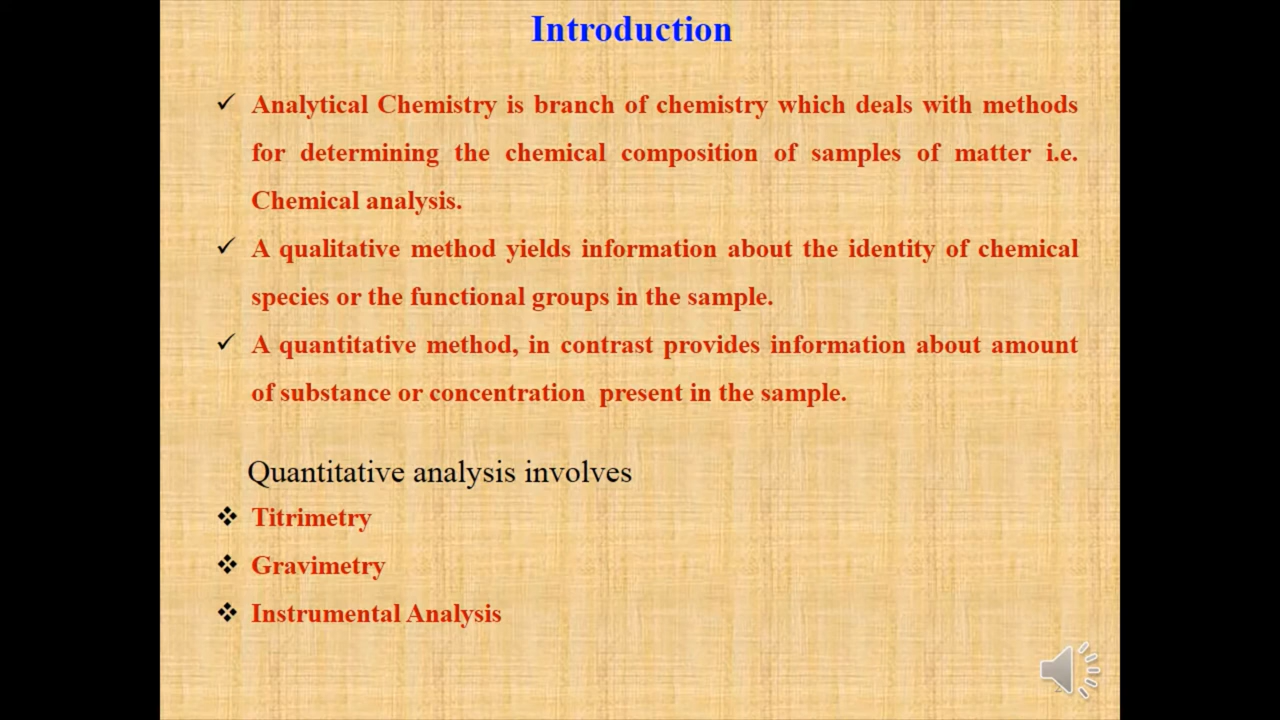 Introduction
Analytical Chemistry is branch of chemistry which deals with methods
for determining the chemical composition of samples of matter i.e.
Chemical analysis.
A qualitative method yields information about the identity of chemical
species or the functional groups in the sample.
A quantitative method, in contrast provides information about amount
of substance or concentration  present in the sample.
Quantitative analysis involves
Titrimetry
Gravimetry
Instrumental Analysis